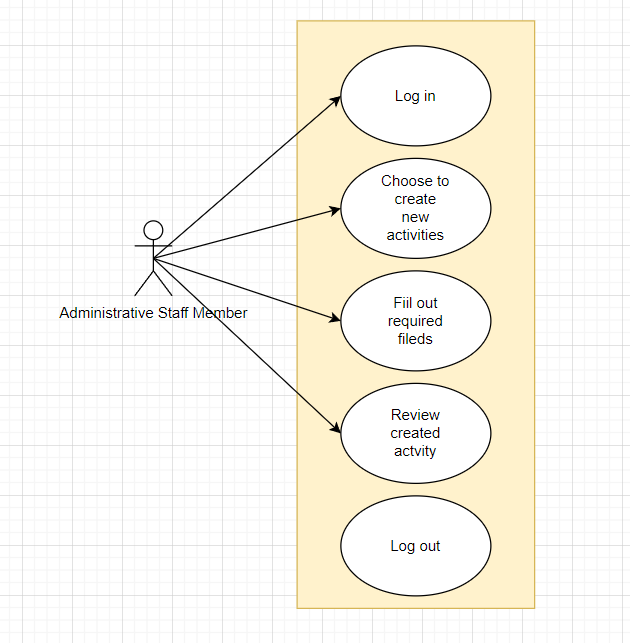 Log in
Choose to
create
new
activities
Administrative Staff Member
Fiil out
required
fileds
Review
created
actvity
Log out